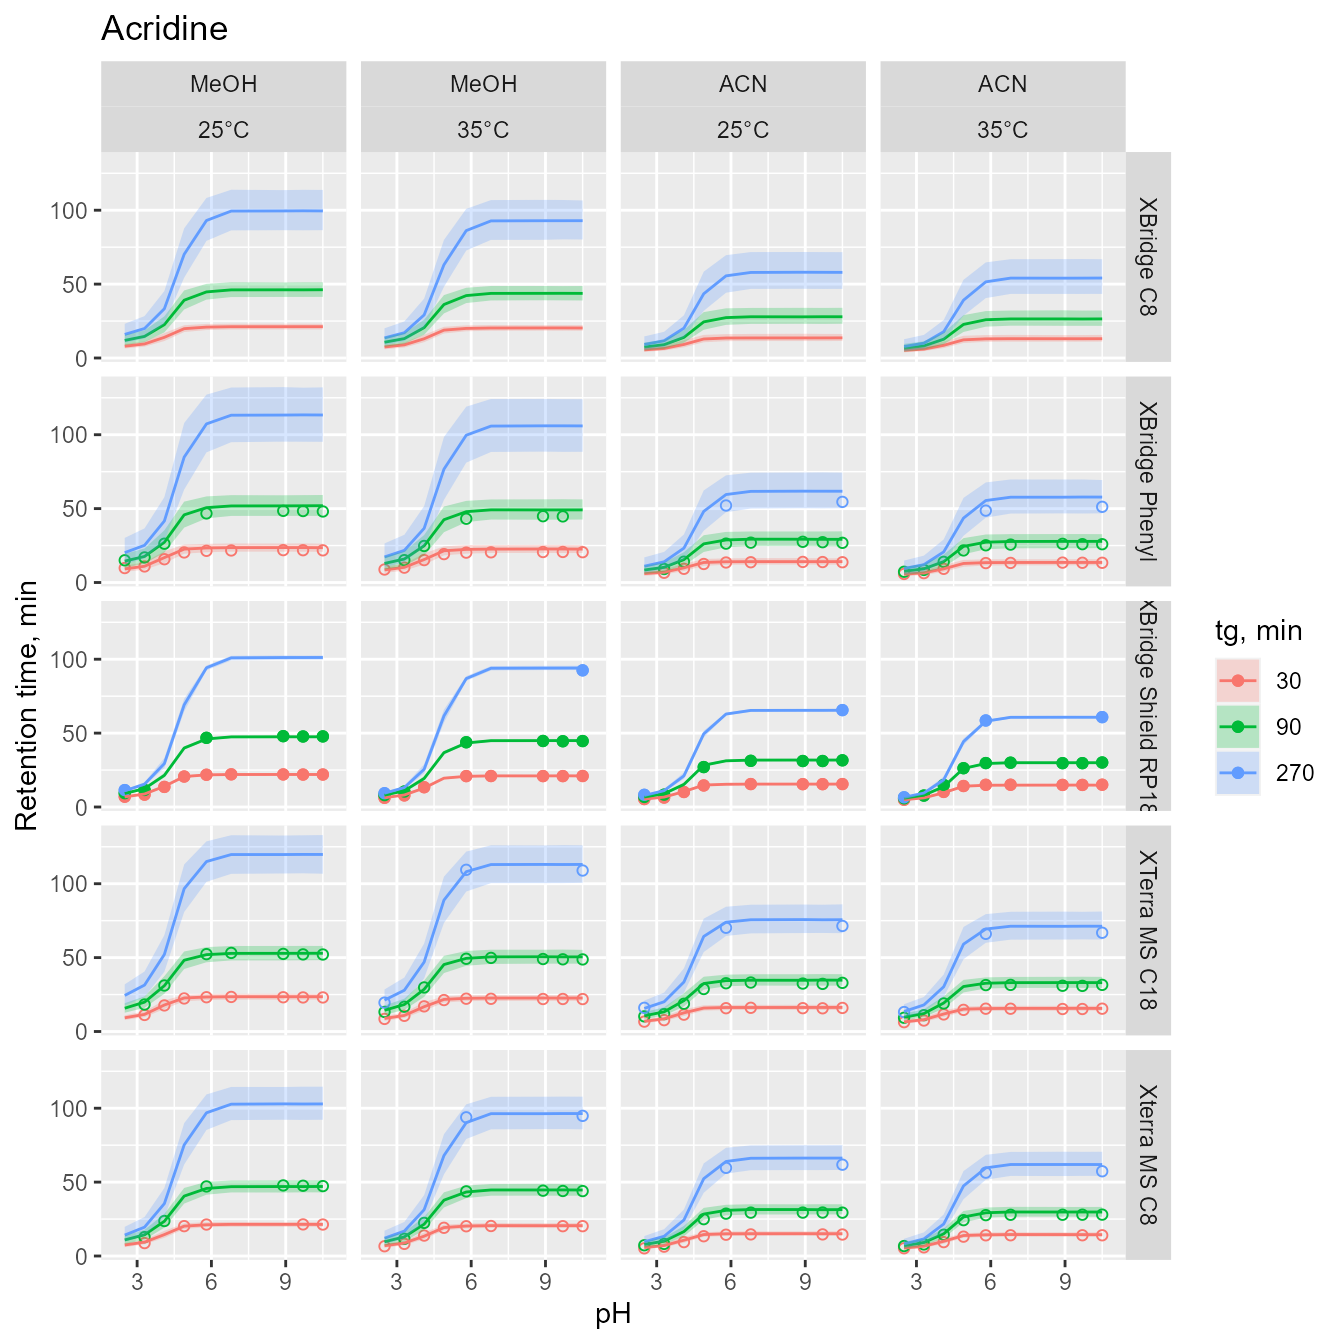 Acridine
MeOH
MeOH
ACN
ACN
25°C
35°C
25°C
35°C
100
50
0
XBridge C8
100
50
0
XBridge Phenyl
100
50
0
XBridge Shield RP18
100
50
0
XTerra MS C18
100
50
0
Xterra MS C8
3
6
9
3
6
9
3
6
9
3
6
9
pH
Retention time, min
tg, min
30
90
270